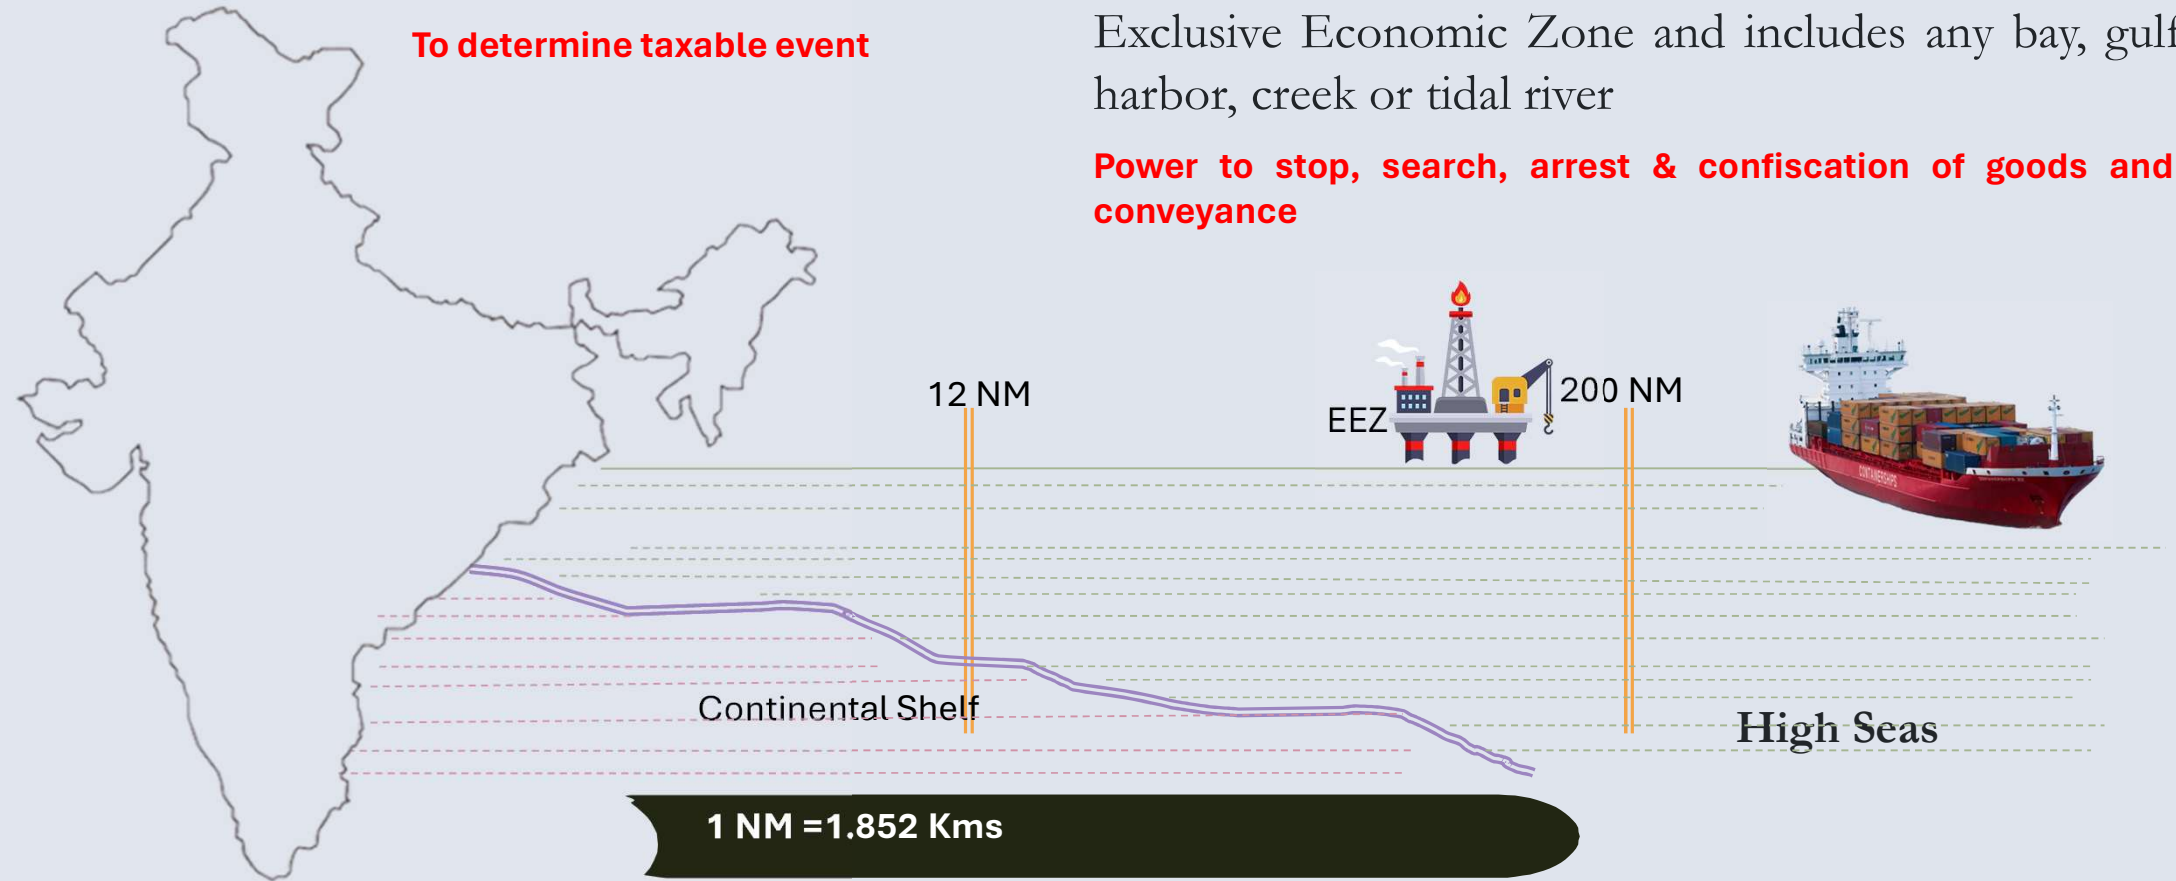 To determine taxable event
Exclusive Economic Zone and includes any bay, gulf
harbor, creek or tidal river
Power to stop, search, arrest & confiscation of goods and
conveyance
12 NM
EEZ
200 NM
CONTAINERSHIPS
Continental Shelf
High Seas
1 NM =1.852 Kms